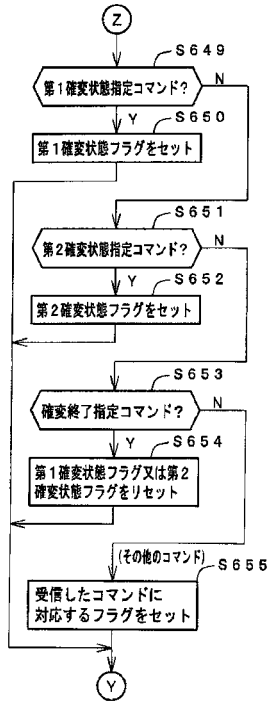 Z
S649
第1確変状態指定コマンド?
N
Y
S650
第1確変状態フラグをセット
S651
第2確変状態指定コマンド?
N
Y
S652
第2確変状態フラグをセット
S653
確変終了指定コマンド?
N
Y
S654
第1確変状態フラグ又は第2
確変状態フラグをリセット
(その他のコマンド)
S655
受信したコマンドに
対応するフラグをセット
Y